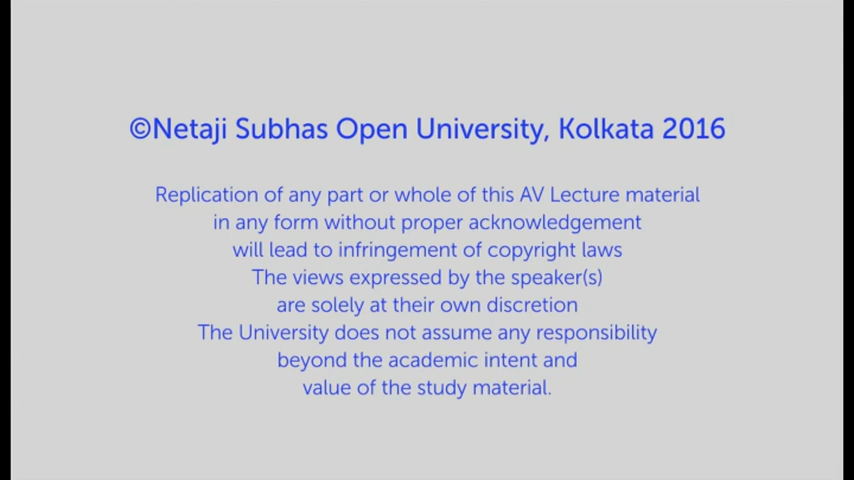 ©Netaji Subhas Open University, Kolkata 2016
Replication of any part or whole of this AV Lecture material
in any form without proper acknowledgement
will lead to infringement of copyright laws
The views expressed by the speaker(s)
are solely at their own discretion
The University does not assume any responsibility
beyond the academic intent and
value of the study material.